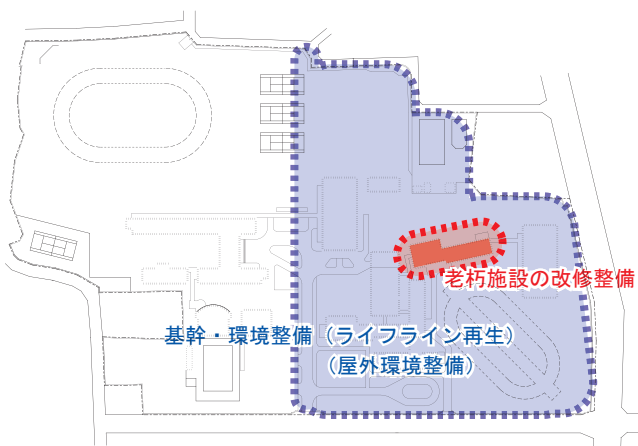 老朽施設の改修整備
基幹・環境整備（ライフライン再生）
（屋外環境整備）